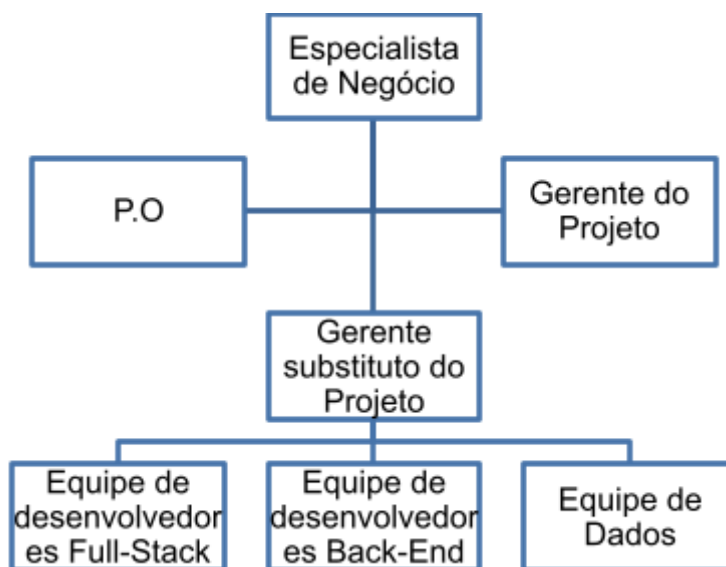 Especialista
de Negócio
P.O
Gerente do
Projeto
Gerente
substituto do
Projeto
Equipe de
desenvolvedor
es Full-Stack
Equipe de
desenvolvedor
es Back-End
Equipe de
Dados